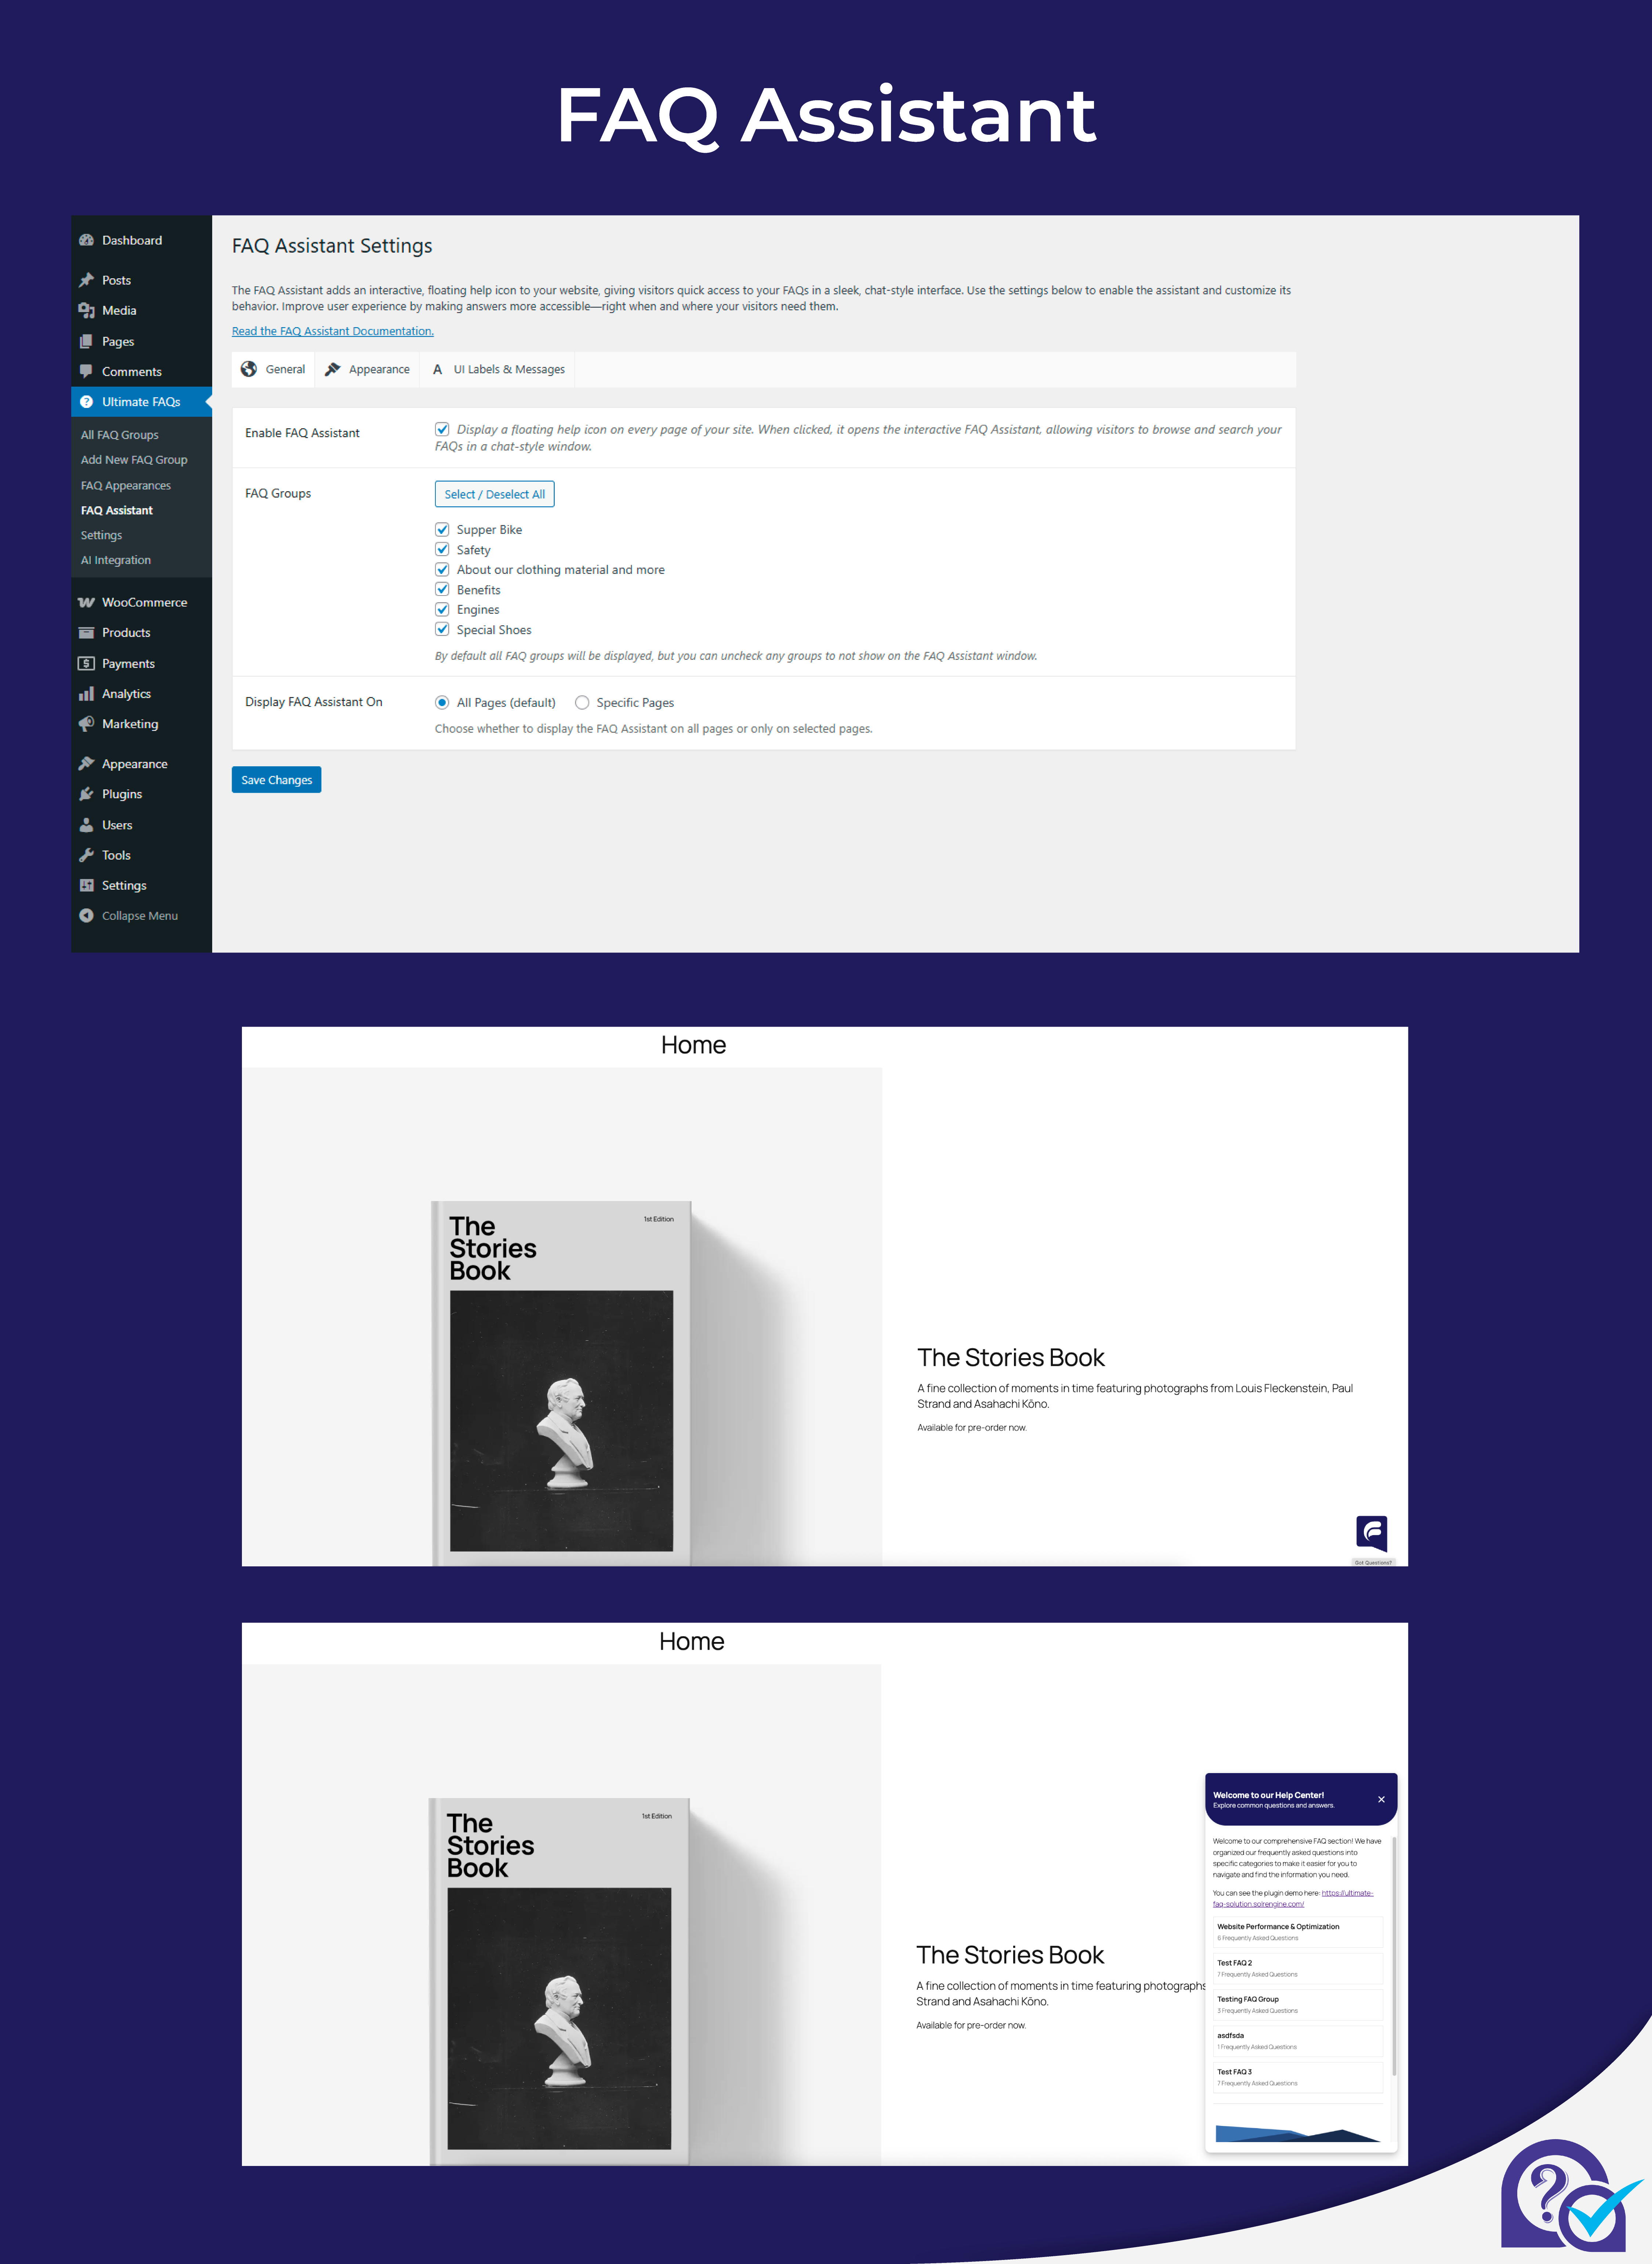 FAQ Assistant
Dashboard
Posts
Media
Pages
Comments
Ultimate FAQs
All FAQ Groups
Add New FAQ Group
FAQ Appearances
FAQ Assistant
Settings
AI Integration
WooCommerce
Products
Payments
Analytics
Marketing
Appearance
Plugins
Users
Tools
Settings
Collapse Menu
FAQ Assistant Settings
The FAQ Assistant adds an interactive, floating help icon to your website, giving visitors quick access to your FAQs in a sleek, chat-style interface. Use the settings below to enable the assistant and customize its
behavior. Improve user experience by making answers more accessible—right when and where your visitors need them.
Read the FAQ Assistant Documentation.
General
Appearance
A UI Labels & Messages
Enable FAQ Assistant
Display a floating help icon on every page of your site. When clicked, it opens the interactive FAQ Assistant, allowing visitors to browse and search your
FAQs in a chat-style window.
FAQ Groups
Select / Deselect All
Supper Bike
Safety
About our clothing material and more
Benefits
Engines
Special Shoes
By default all FAQ groups will be displayed, but you can uncheck any groups to not show on the FAQ Assistant window.
Display FAQ Assistant On
All Pages (default)
Specific Pages
Choose whether to display the FAQ Assistant on all pages or only on selected pages.
Save Changes
Home
The
Stories
Book
1st Edition
The Stories Book
A fine collection of moments in time featuring photographs from Louis Fleckenstein, Paul
Strand and Asahachi Kōno.
Available for pre-order now.
Got Questions?
Home
The
Stories
Book
1st Edition
The Stories Book
A fine collection of moments in time featuring photographs
Strand and Asahachi Kōno.
Available for pre-order now.
Welcome to our Help Center!
Explore common questions and answers.
Welcome to our comprehensive FAQ section! We have
organized our frequently asked questions into
specific categories to make it easier for you to
navigate and find the information you need.
You can see the plugin demo here: https://ultimate-
faq-solution.solrengine.com/
Website Performance & Optimization
6 Frequently Asked Questions
Test FAQ 2
7 Frequently Asked Questions
Testing FAQ Group
3 Frequently Asked Questions
asdfsda
1 Frequently Asked Questions
Test FAQ 3
7 Frequently Asked Questions